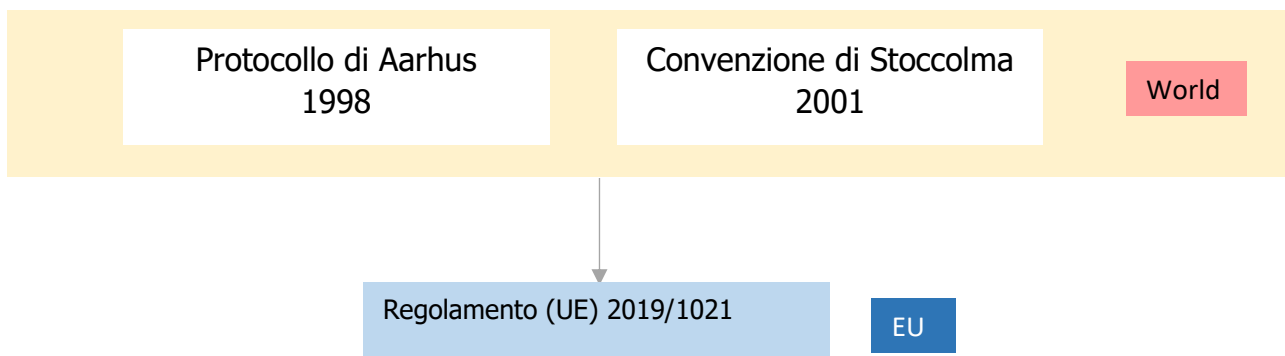 Protocollo di Aarhus
1998
Convenzione di Stoccolma
2001
World
Regolamento (UE) 2019/1021
EU